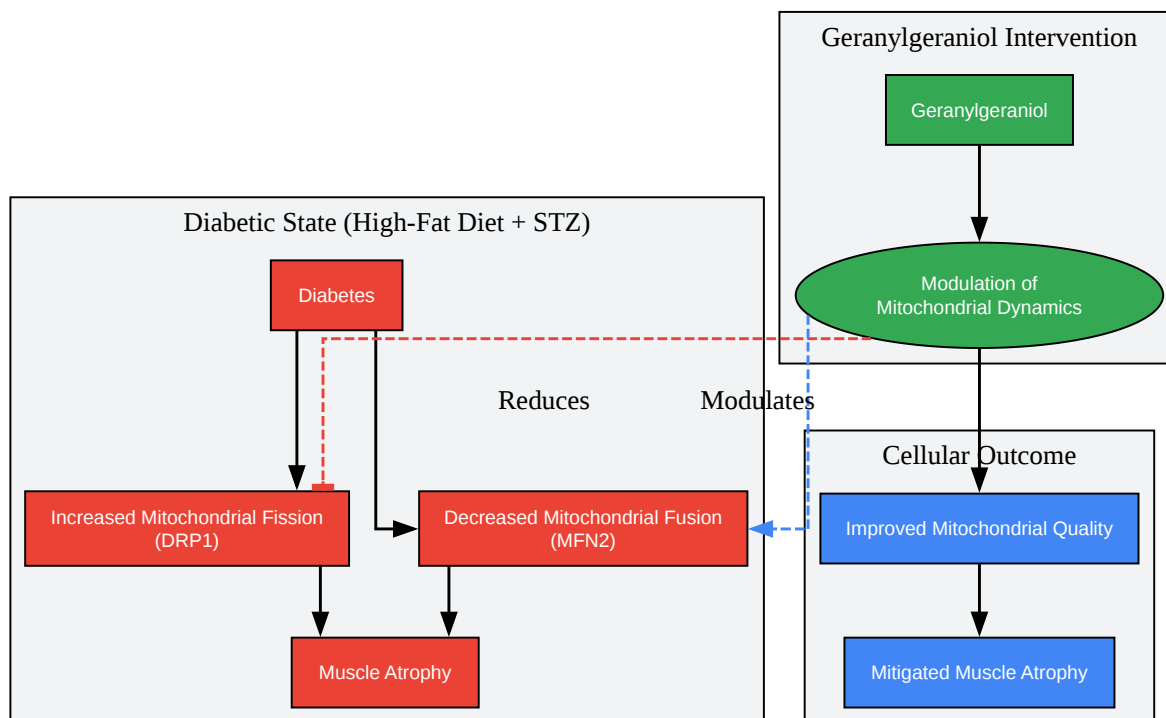 Geranylgeraniol Intervention
Geranylgeraniol
Modulation of
Mitochondrial Dynamics
Diabetic State (High-Fat Diet + STZ)
Diabetes
Reduces
Modulates
Increased Mitochondrial Fission
(DRP1)
Decreased Mitochondrial Fusion
(MFN2)
Muscle Atrophy
Cellular Outcome
Improved Mitochondrial Quality
Mitigated Muscle Atrophy